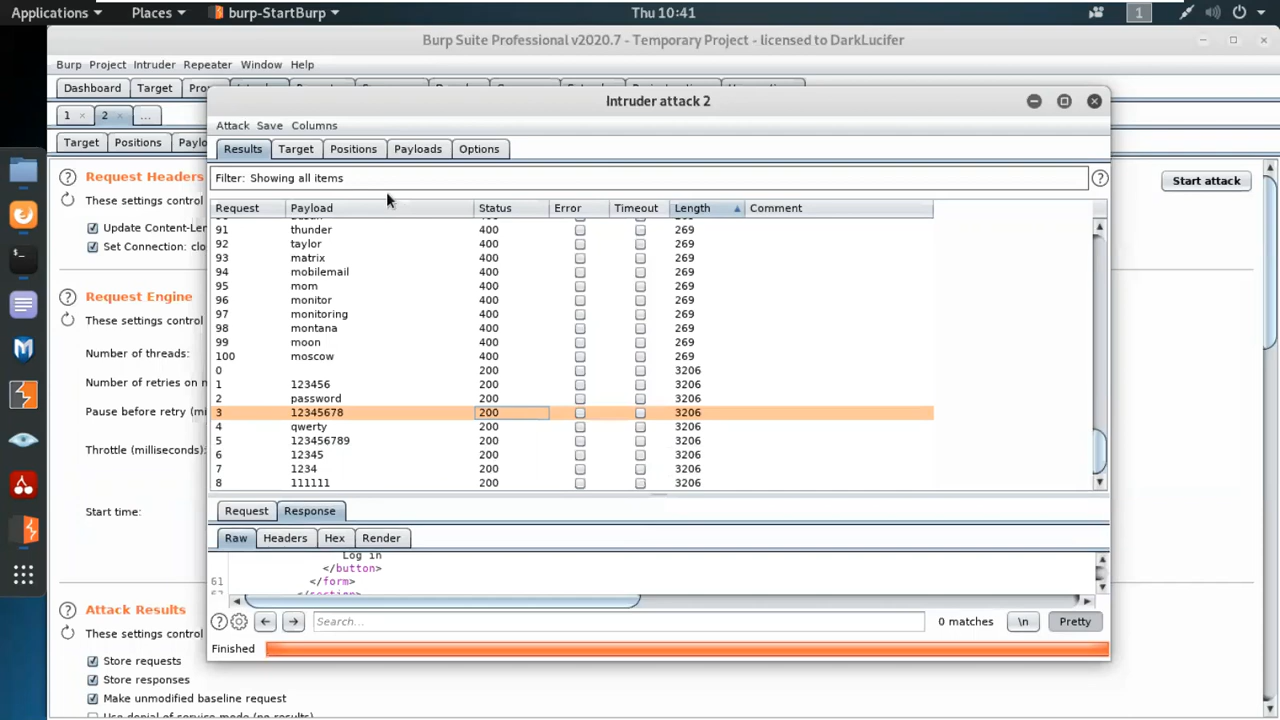 Applications Places burp-StartBurp Thu 10:41 1
Burp Suite Professional v2020.7 - Temporary Project - licensed to DarkLucifer
Burp Project Intruder Repeater Window Help
Dashboard Target
1 × 2 × ...
Target Positions
Request Headers
These settings control
Update Content-Len
Set Connection: clo
Request Engine
These settings control
Number of threads:
Number of retries on n
Pause before retry (mi
Throttle (milliseconds):
Start time:
Attack Results
These settings control
Store requests
Store responses
Make unmodified baseline request
Use denial-of-service mode (no results)
Start attack
Intruder attack 2
Attack Save Columns
Results Target Positions Payloads Options
Filter: Showing all items
Request Payload Status Error Timeout Length Comment
91 thunder 400 269
92 taylor 400 269
93 matrix 400 269
94 mobilemail 400 269
95 mom 400 269
96 monitor 400 269
97 monitoring 400 269
98 montana 400 269
99 moon 400 269
100 moscow 400 269
0 200 3206
1 123456 200 3206
2 password 200 3206
3 12345678 200 3206
4 qwerty 200 3206
5 123456789 200 3206
6 12345 200 3206
7 1234 200 3206
8 111111 200 3206
Request Response
Raw Headers Hex Render
Log in
</button>
61 </form>
Search... 0 matches \n Pretty
Finished